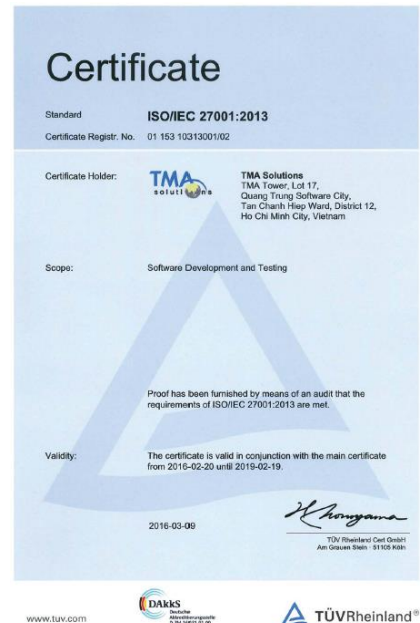 Certificate
Standard ISO/IEC 27001:2013
Certificate Registr. No. 01 153 10313001/02
Certificate Holder: TMA solutions TMA Solutions
TMA Tower, Lot 17,
Quang Trung Software City,
Tan Chanh Hiep Ward, District 12,
Ho Chi Minh City, Vietnam
Scope: Software Development and Testing
Proof has been furnished by means of an audit that the
requirements of ISO/IEC 27001:2013 are met.
Validity: The certificate is valid in conjunction with the main certificate
from 2016-02-20 until 2019-02-19.
2016-03-09
TÜV Rheinland Cert GmbH
Am Grauen Stein · 51105 Köln
www.tuv.com
DAkkS
Deutsche
Akkreditierungsstelle
TÜVRheinland®